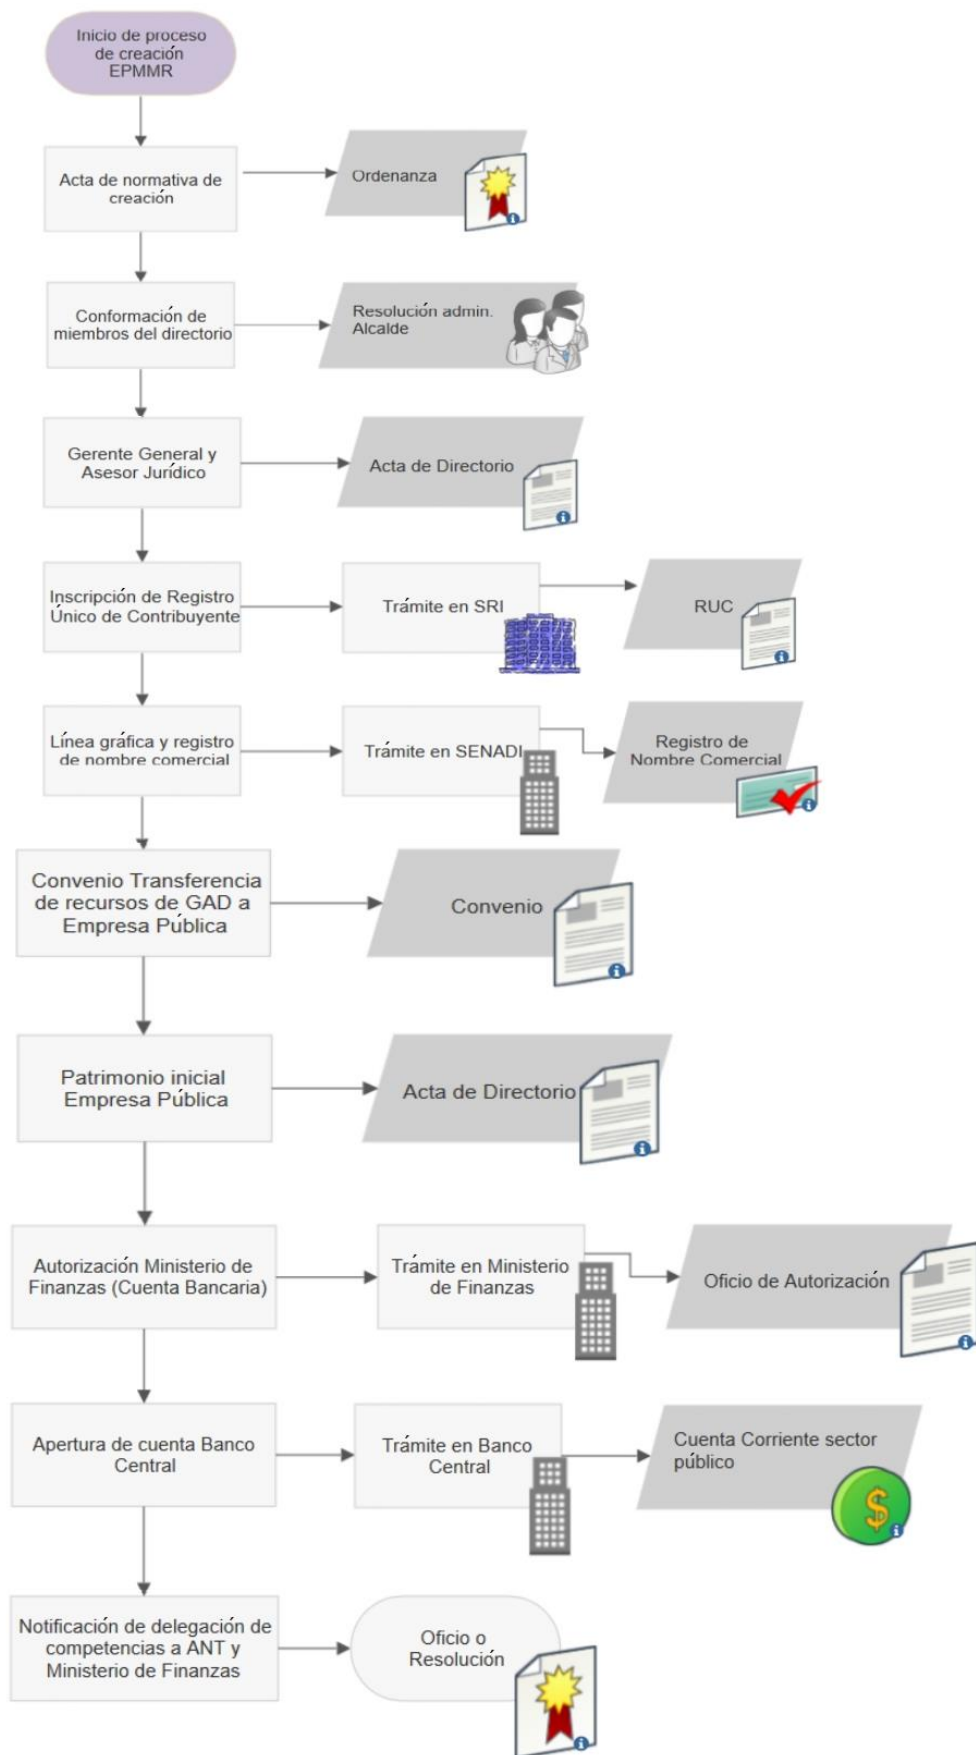 Inicio de proceso
de creación
EPMMR
Acta de normativa de
creación
Ordenanza
Conformación de
miembros del directorio
Resolución admin.
Alcalde
Gerente General y
Asesor Jurídico
Acta de Directorio
Inscripción de Registro
Único de Contribuyente
Trámite en SRI
RUC
Línea gráfica y registro
de nombre comercial
Trámite en SENADI
Registro de
Nombre Comercial
Convenio Transferencia
de recursos de GAD a
Empresa Pública
Convenio
Patrimonio inicial
Empresa Pública
Acta de Directorio
Autorización Ministerio de
Finanzas (Cuenta Bancaria)
Trámite en Ministerio
de Finanzas
Oficio de Autorización
Apertura de cuenta Banco
Central
Trámite en Banco
Central
Cuenta Corriente sector
público
Notificación de delegación de
competencias a ANT y
Ministerio de Finanzas
Oficio o
Resolución